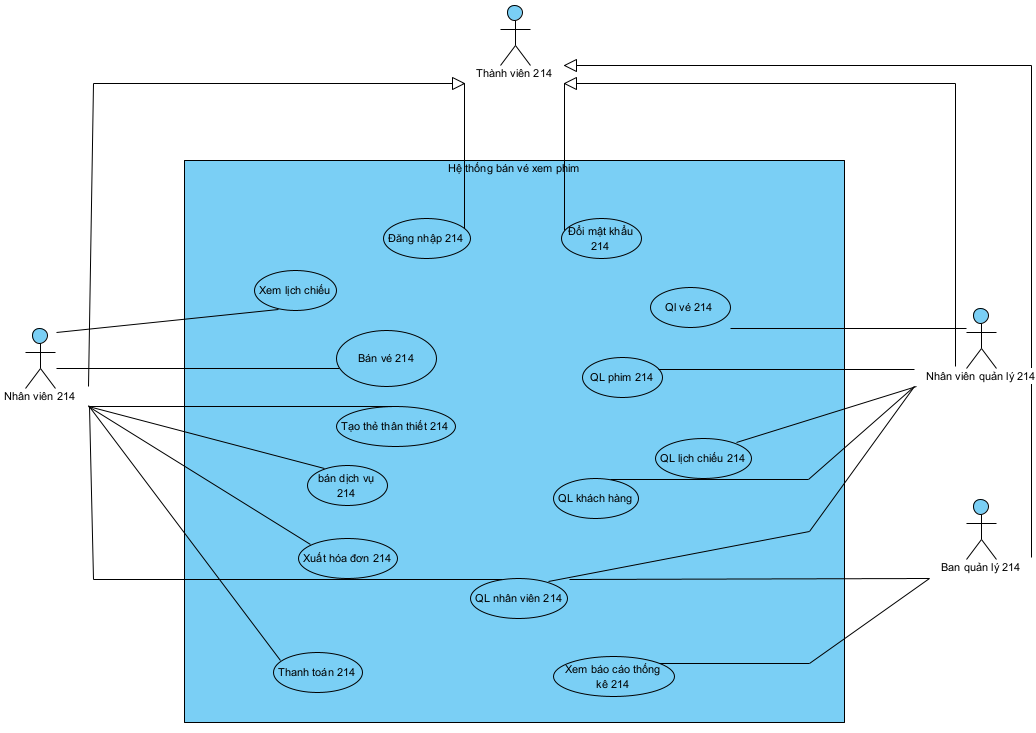 Thành viên 214
Hệ thống bán vé xem phim
Đăng nhập 214
Đổi mật khẩu
214
Xem lịch chiếu
Ql vé 214
Bán vé 214
Nhân viên 214
QL phim 214
Nhân viên quản lý 214
Tạo thẻ thân thiết 214
QL lịch chiếu 214
bán dịch vụ
214
QL khách hàng
Xuất hóa đơn 214
Ban quản lý 214
QL nhân viên 214
Thanh toán 214
Xem báo cáo thống
kê 214